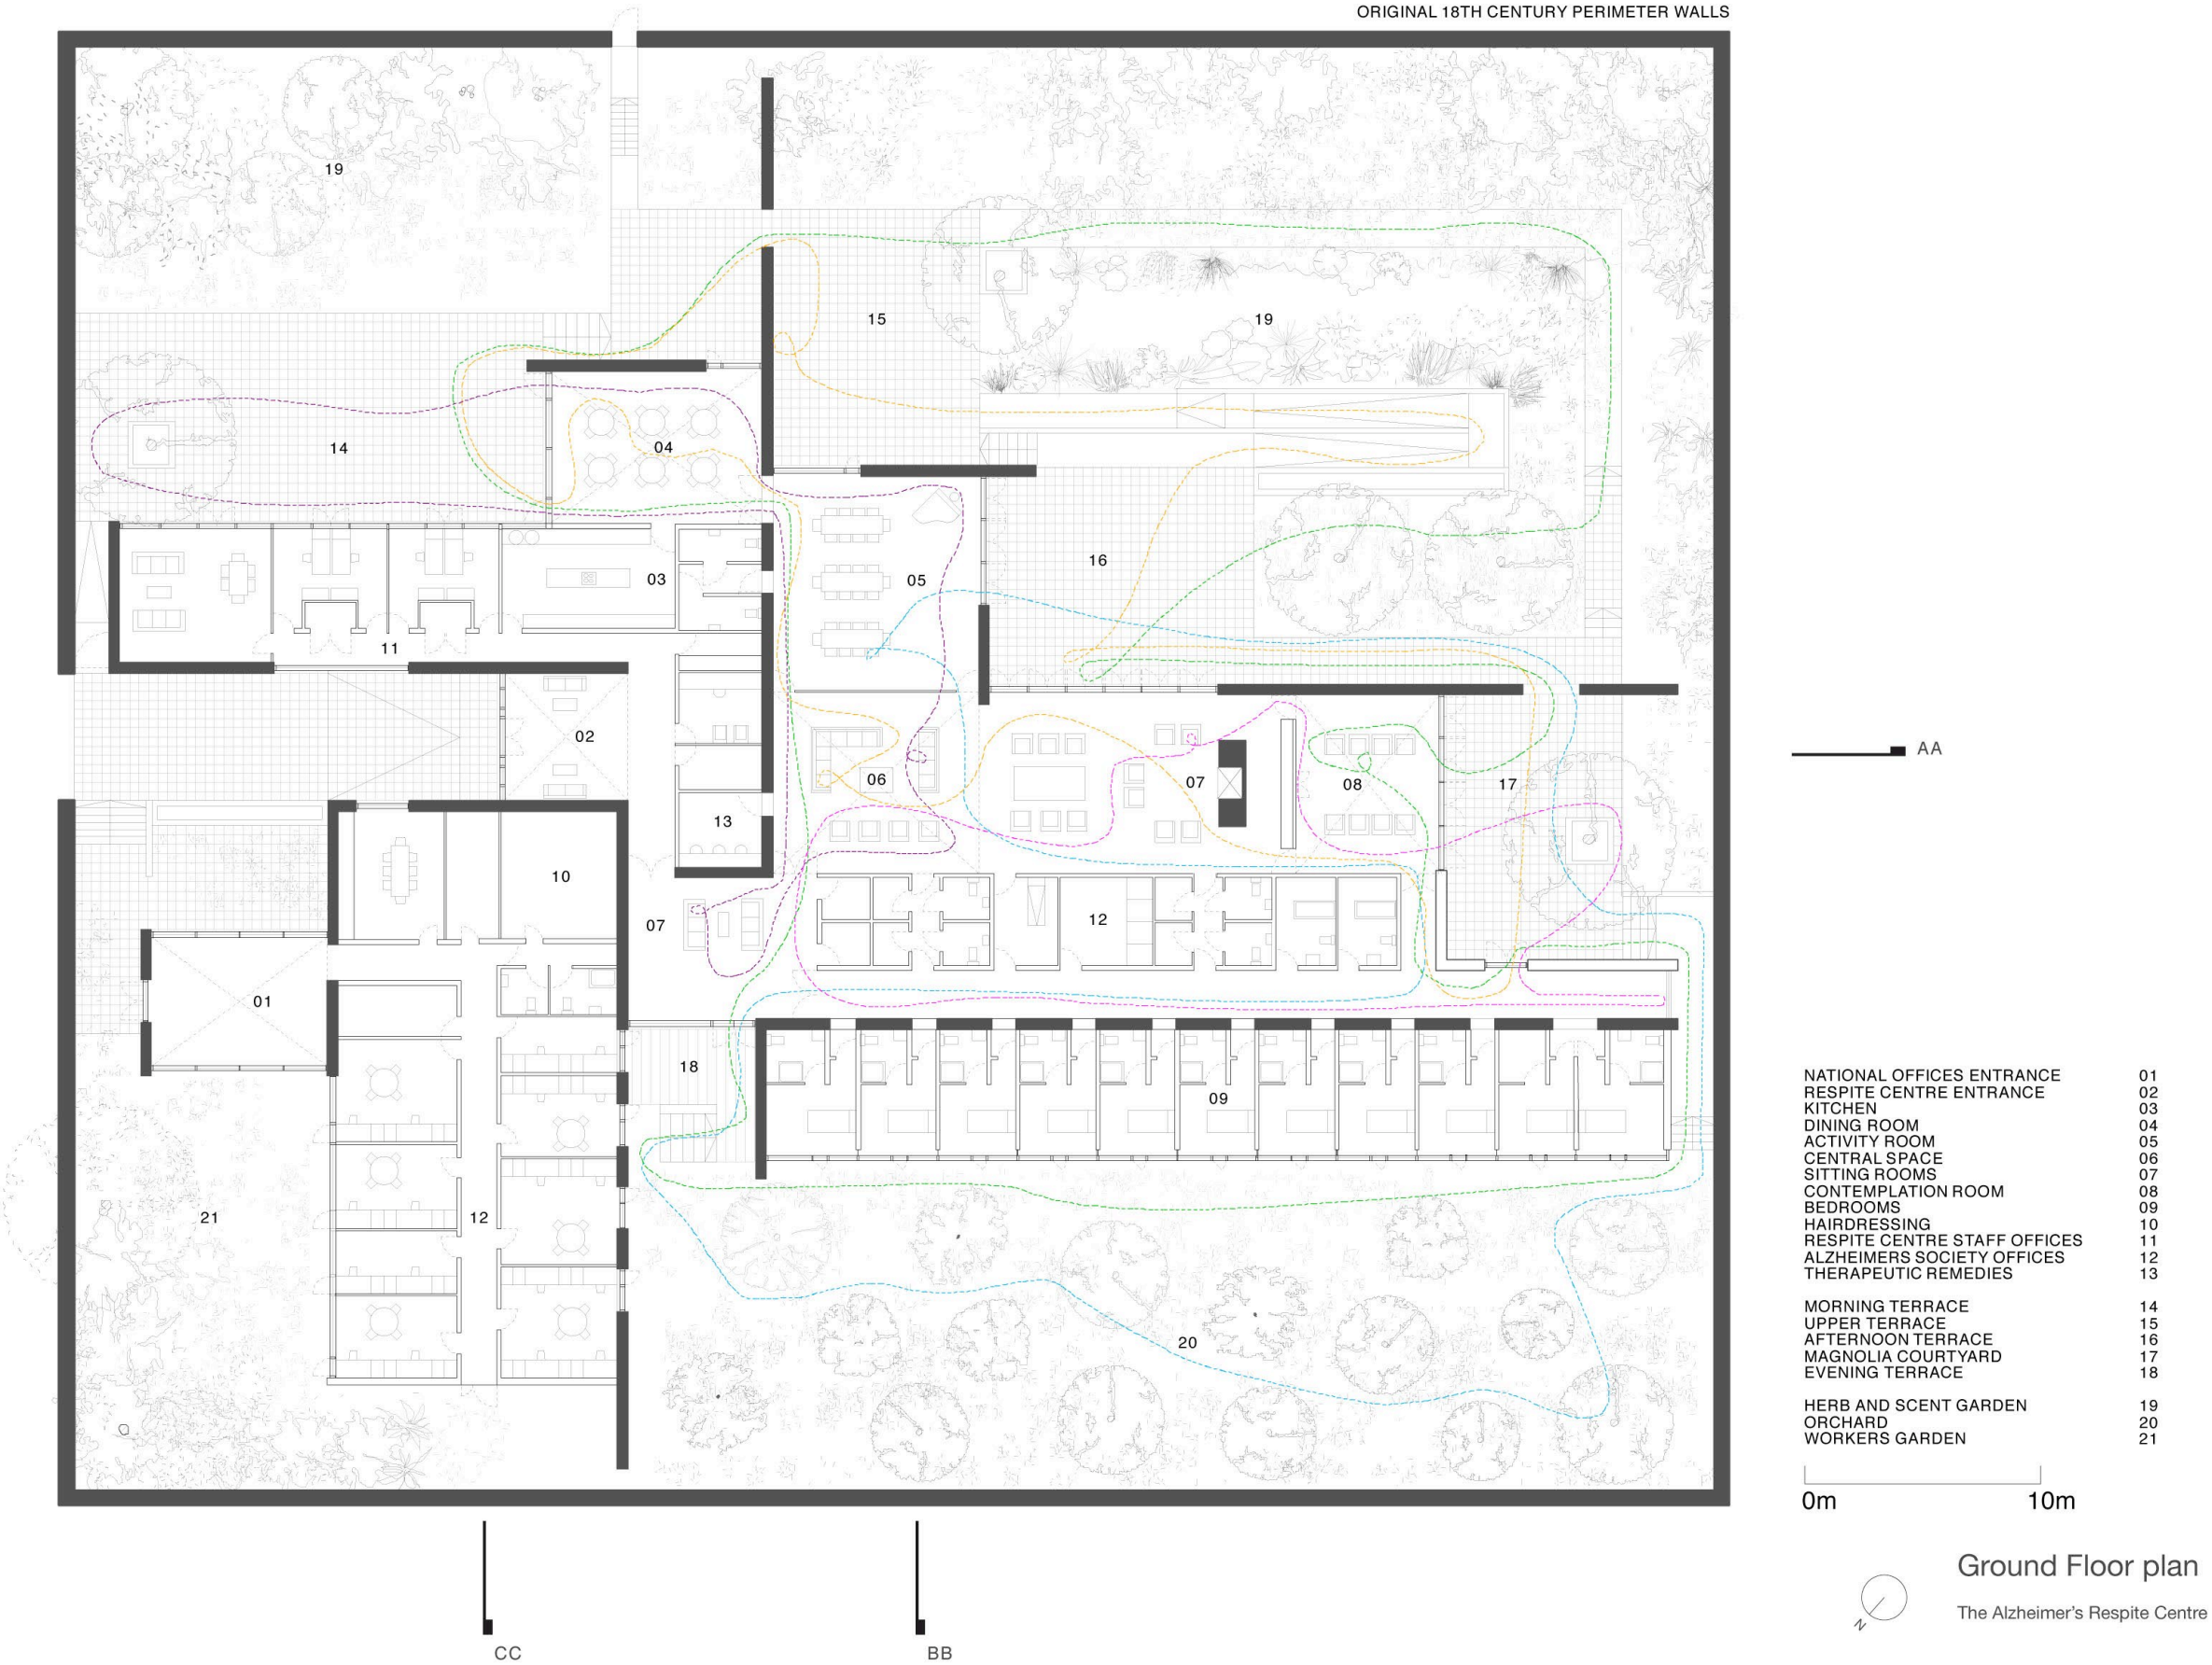 ORIGINAL 18TH CENTURY PERIMETER WALLS
19
15
19
14
04
16
05
03
11
02
06
07
08
17
AA
13
10
07
12
01
18
09
21
12
20
NATIONAL OFFICES ENTRANCE 01
RESPITE CENTRE ENTRANCE 02
KITCHEN 03
DINING ROOM 04
ACTIVITY ROOM 05
CENTRAL SPACE 06
SITTING ROOMS 07
CONTEMPLATION ROOM 08
BEDROOMS 09
HAIRDRESSING 10
RESPITE CENTRE STAFF OFFICES 11
ALZHEIMERS SOCIETY OFFICES 12
THERAPEUTIC REMEDIES 13
MORNING TERRACE 14
UPPER TERRACE 15
AFTERNOON TERRACE 16
MAGNOLIA COURTYARD 17
EVENING TERRACE 18
HERB AND SCENT GARDEN 19
ORCHARD 20
WORKERS GARDEN 21
0m 10m
N
Ground Floor plan
The Alzheimer's Respite Centre
CC
BB